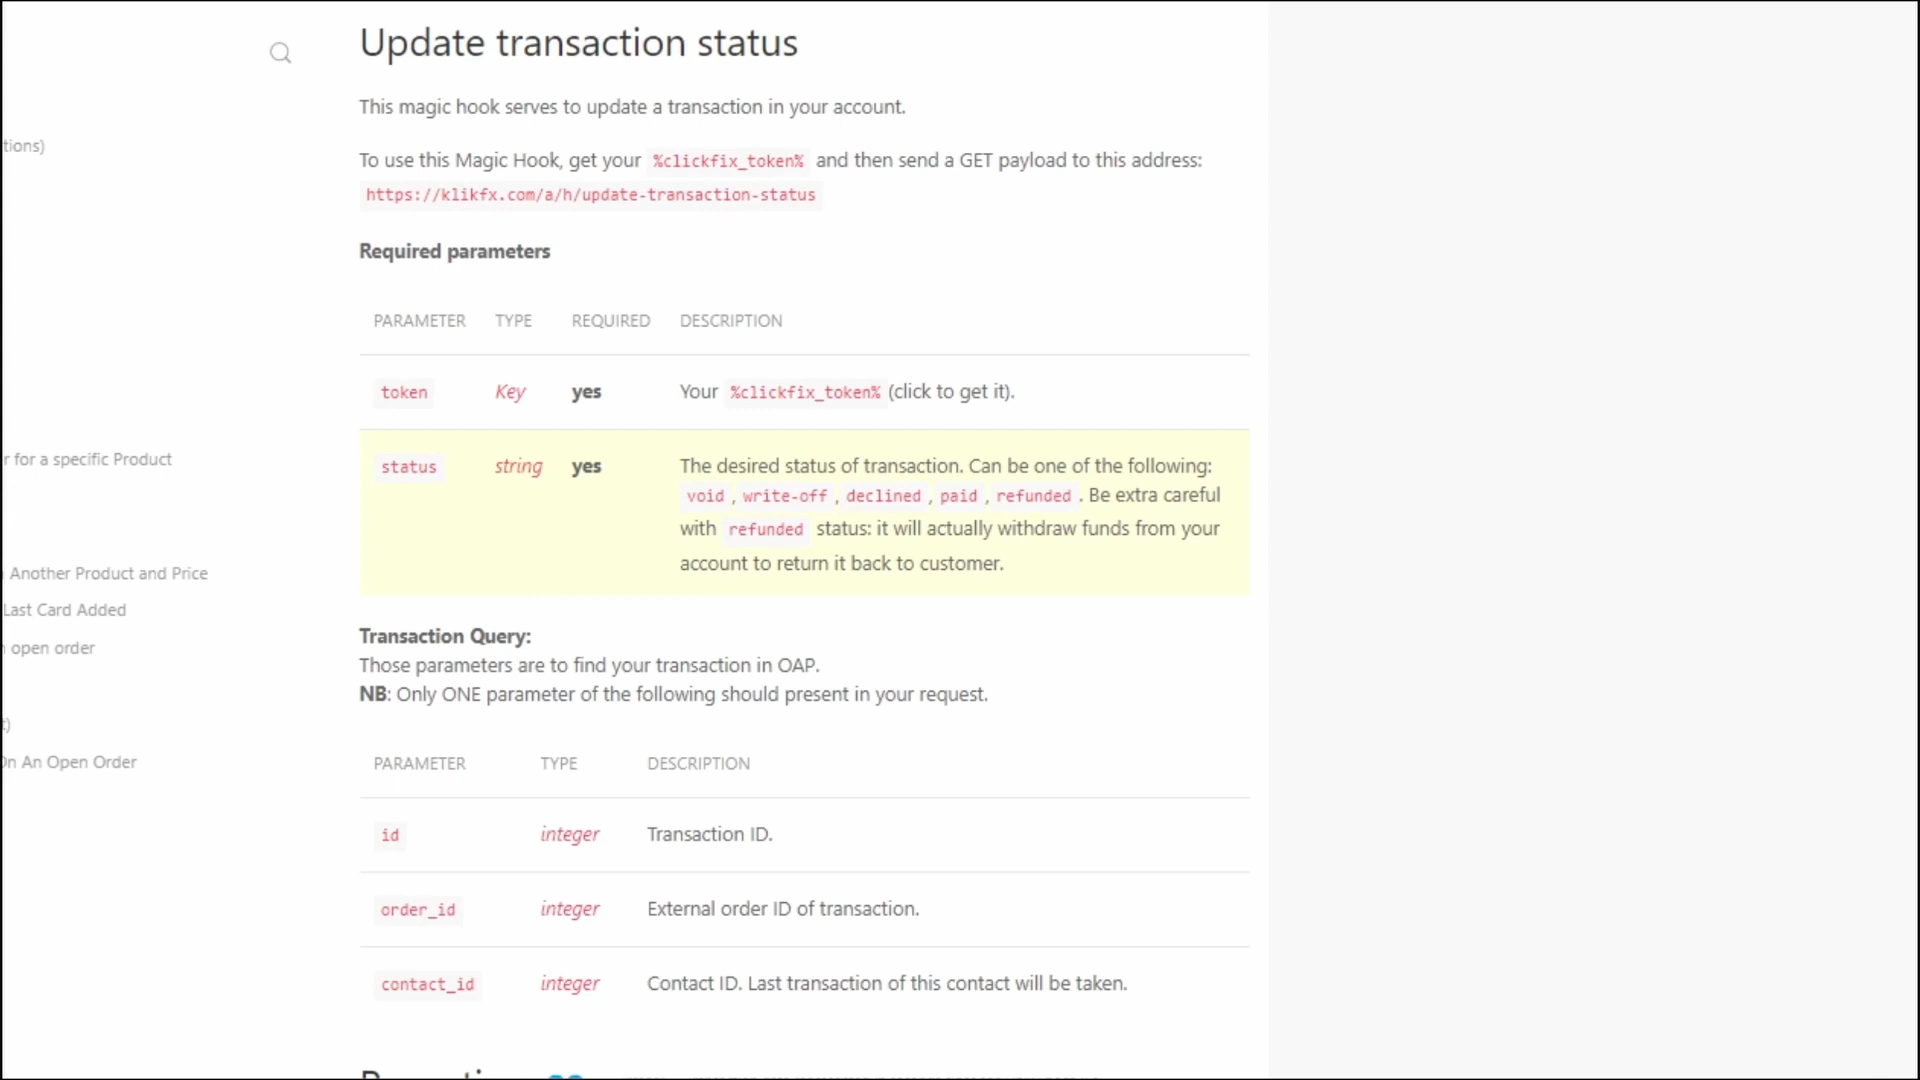 Update transaction status
This magic hook serves to update a transaction in your account.
tions)
To use this Magic Hook, get your %clickfix_token% and then send a GET payload to this address:
https://klikfx.com/a/h/update-transaction-status
Required parameters
PARAMETER TYPE REQUIRED DESCRIPTION
token Key yes Your %clickfix_token% (click to get it).
r for a specific Product
status string yes The desired status of transaction. Can be one of the following:
void , write-off , declined , paid , refunded . Be extra careful
with refunded status: it will actually withdraw funds from your
account to return it back to customer.
Another Product and Price
Last Card Added
open order
Transaction Query:
Those parameters are to find your transaction in OAP.
NB: Only ONE parameter of the following should present in your request.
t)
On An Open Order
PARAMETER TYPE DESCRIPTION
id integer Transaction ID.
order_id integer External order ID of transaction.
contact_id integer Contact ID. Last transaction of this contact will be taken.